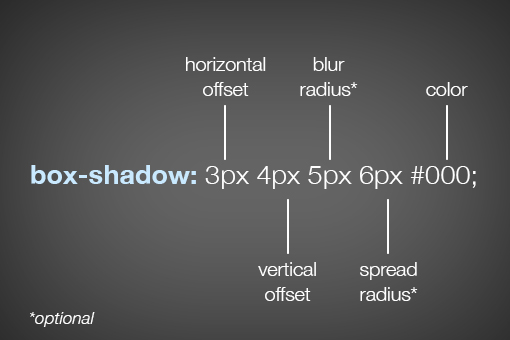 horizontal offset
blur radius*
color
box-shadow: 3px 4px 5px 6px #000;
vertical offset
spread radius*
*optional